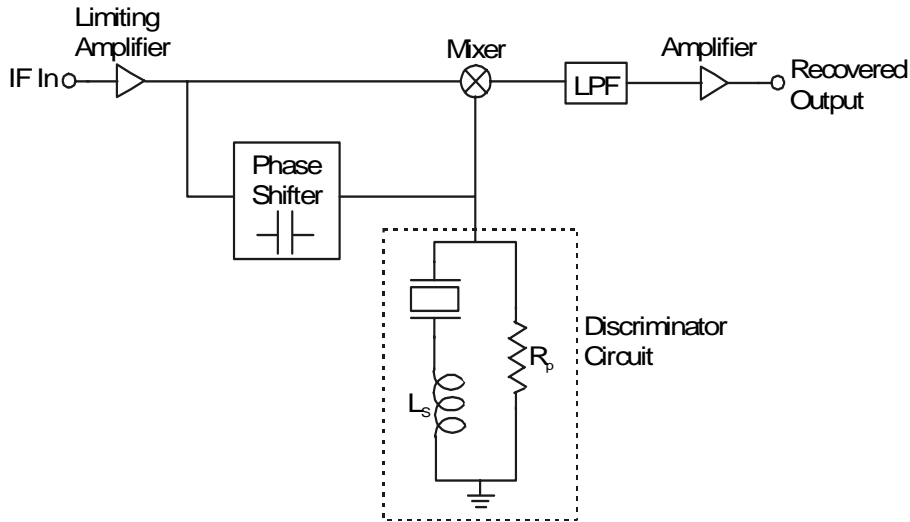 Limiting
Amplifier
IF In
Mixer
LPF
Amplifier
Recovered
Output
Phase
Shifter
Discriminator
Circuit
Rp
LS